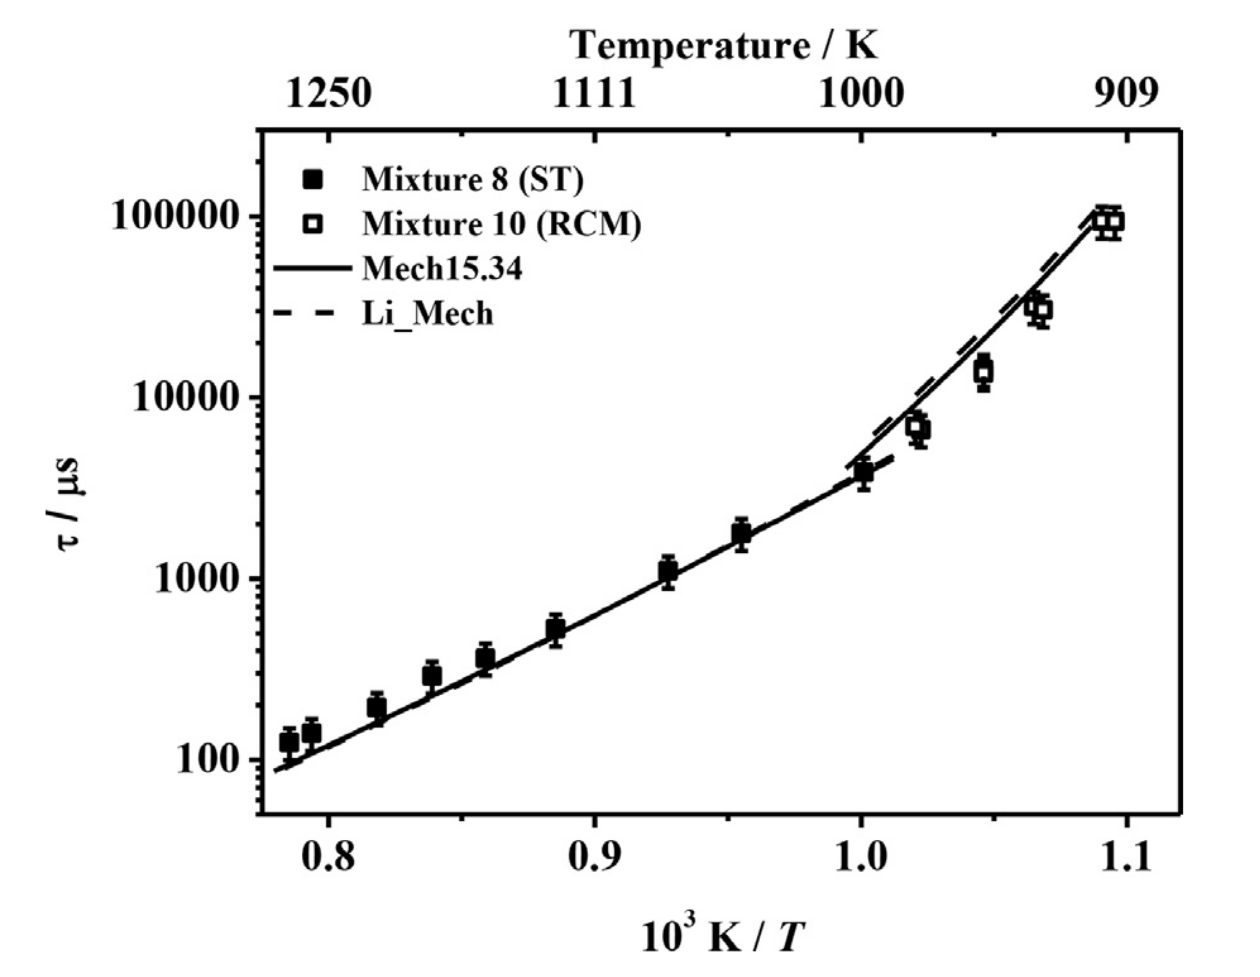 Temperature / K
1250 1111 1000 909
Mixture 8 (ST)
Mixture 10 (RCM)
Mech15.34
Li_Mech
100000
10000
1000
100
τ / μs
0.8 0.9 1.0 1.1
10³ K / T